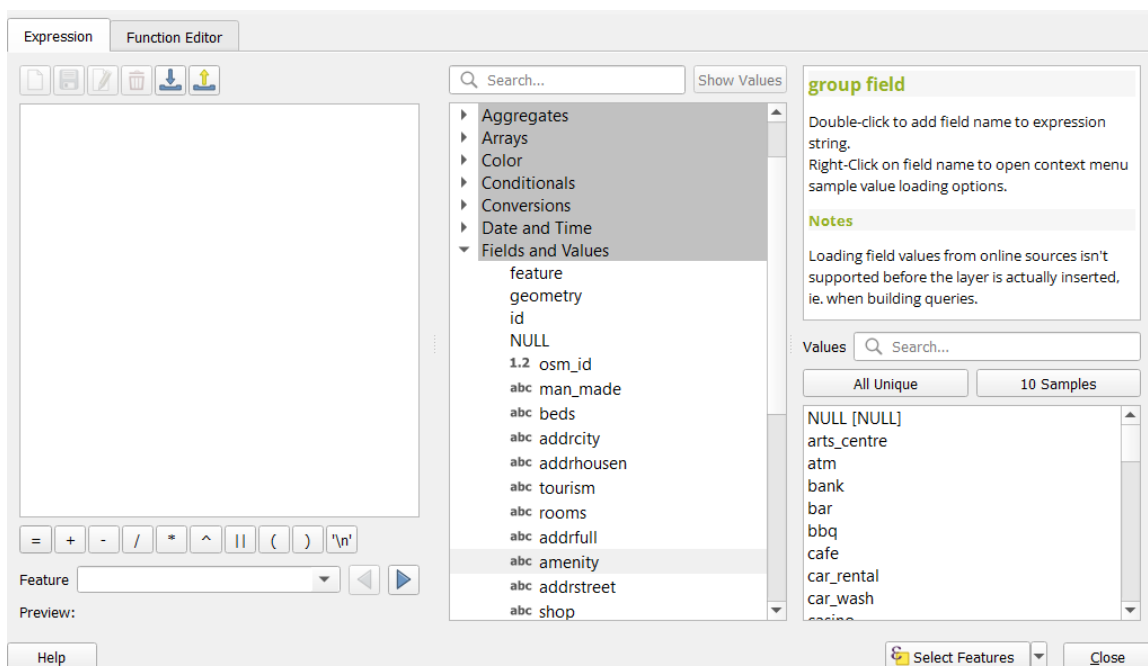 Expression
Function Editor
Search...
Show Values
Aggregates
Arrays
Color
Conditionals
Conversions
Date and Time
Fields and Values
feature
geometry
id
NULL
1.2 osm_id
abc man_made
abc beds
abc addrcity
abc addrhousen
abc tourism
abc rooms
abc addrfull
abc amenity
abc addrstreet
abc shop
= + - / * ^ || ( ) '\n'
Feature
Preview:
group field
Double-click to add field name to expression
string.
Right-Click on field name to open context menu
sample value loading options.
Notes
Loading field values from online sources isn't
supported before the layer is actually inserted,
ie. when building queries.
Values
Search...
All Unique
10 Samples
NULL [NULL]
arts_centre
atm
bank
bar
bbq
cafe
car_rental
car_wash
casino
Help
ε Select Features
Close